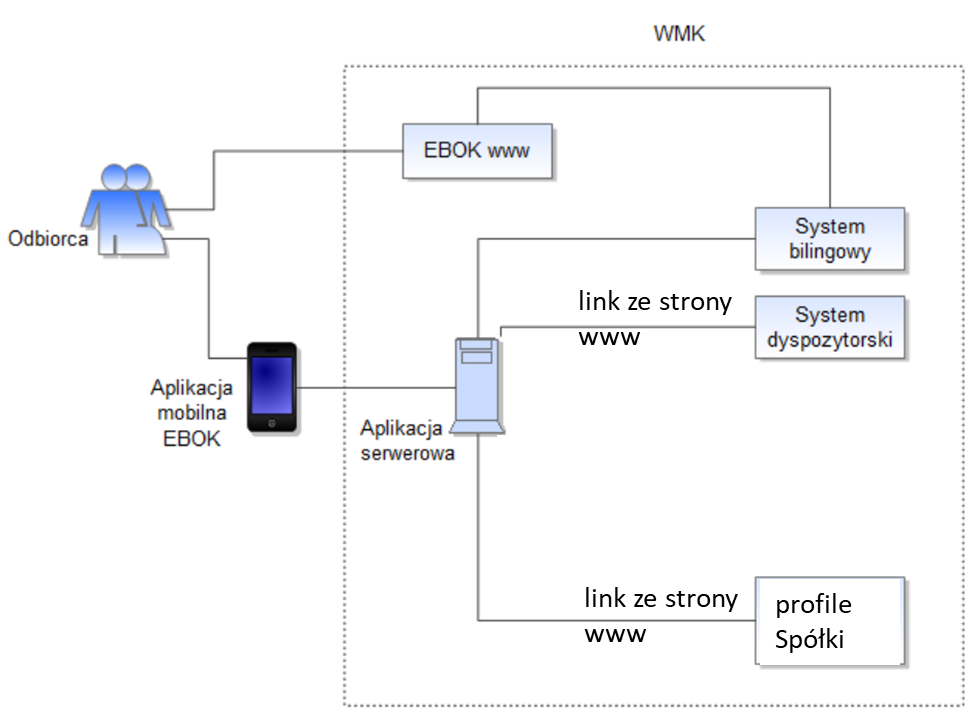 WMK
EBOK www
Odbiorca
System
bilingowy
link ze strony
www
System
dyspozytorski
Aplikacja
mobilna
EBOK
Aplikacja
serwerowa
link ze strony
www
profile
Spółki